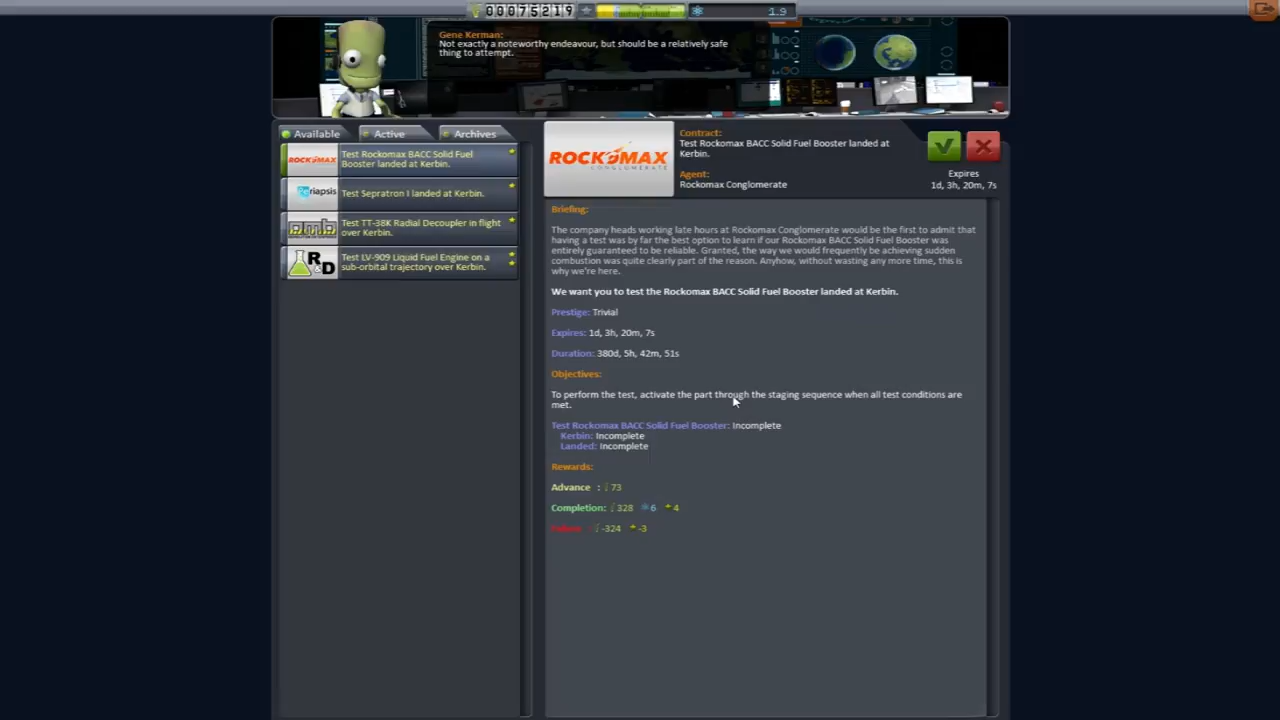 00075219
1.9
Gene Kerman:
Not exactly a noteworthy endeavour, but should be a relatively safe
thing to attempt.
Available
Active
Archives
ROCKOMAX
Test Rockomax BACC Solid Fuel
Booster landed at Kerbin.
Test Sepratron I landed at Kerbin.
Test TT-38K Radial Decoupler in flight
over Kerbin.
R&D
Test LV-909 Liquid Fuel Engine on a
sub-orbital trajectory over Kerbin.
ROCKOMAX
CONGLOMERATE
Contract:
Test Rockomax BACC Solid Fuel Booster landed at
Kerbin.
Agent:
Rockomax Conglomerate
Expires
1d, 3h, 20m, 7s
Briefing:
The company heads working late hours at Rockomax Conglomerate would be the first to admit that
having a test was by far the best option to learn if our Rockomax BACC Solid Fuel Booster was
entirely guaranteed to be reliable. Granted, the way we would frequently be achieving sudden
combustion was quite clearly part of the reason. Anyhow, without wasting any more time, this is
why we're here.
We want you to test the Rockomax BACC Solid Fuel Booster landed at Kerbin.
Prestige: Trivial
Expires: 1d, 3h, 20m, 7s
Duration: 380d, 5h, 42m, 51s
Objectives:
To perform the test, activate the part through the staging sequence when all test conditions are
met.
Test Rockomax BACC Solid Fuel Booster: Incomplete
Kerbin: Incomplete
Landed: Incomplete
Rewards:
Advance : 73
Completion: 328 6 4
-324 -3